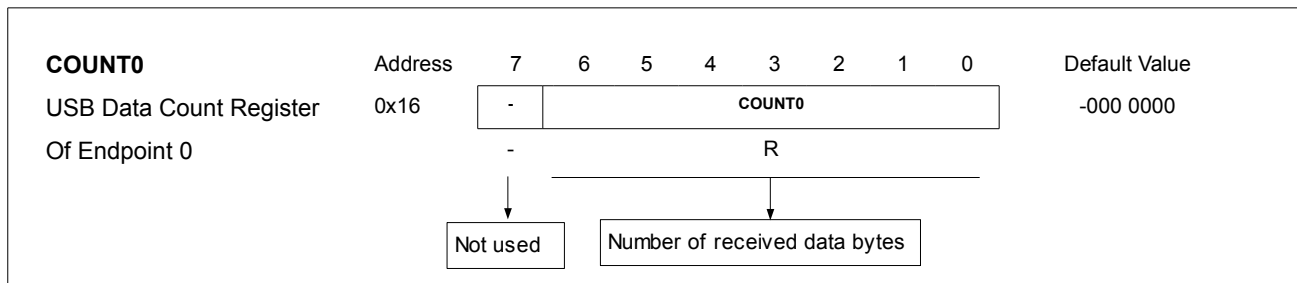 COUNT0 Address 7 6 5 4 3 2 1 0 Default Value
USB Data Count Register 0x16 - COUNT0 -000 0000
Of Endpoint 0 - R
Not used Number of received data bytes